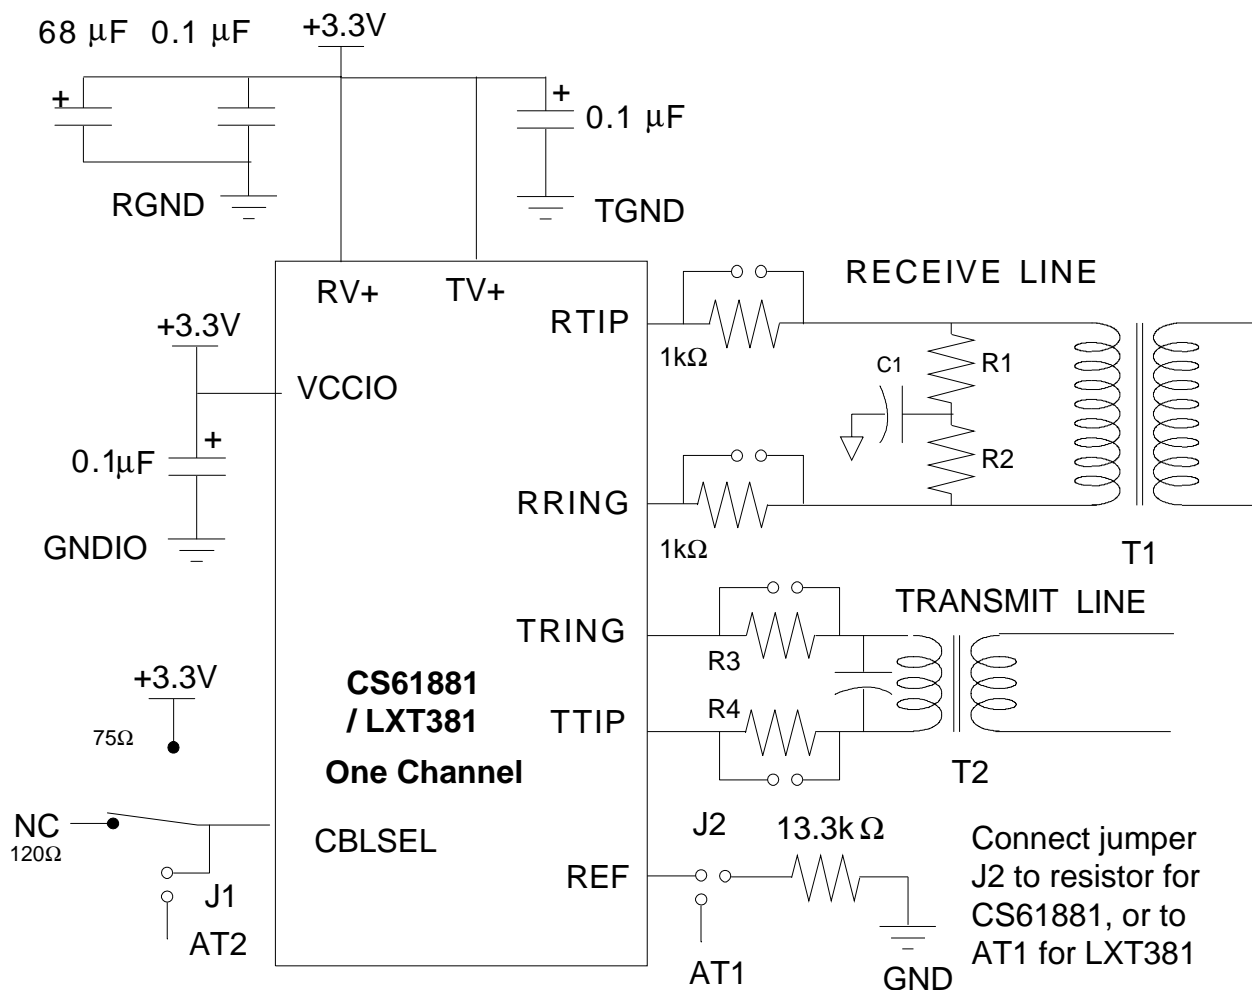 68 μF 0.1 μF
+3.3V
+
+
0.1 μF
RGND
TGND
RV+
TV+
RTIP
RECEIVE LINE
+3.3V
1kΩ
C1
R1
VCCIO
+
0.1μF
R2
RRING
GNDIO
1kΩ
T1
TRANSMIT LINE
TRING
R3
+3.3V
CS61881
/ LXT381
R4
TTIP
75Ω
One Channel
T2
NC
120Ω
CBLSEL
J2
13.3kΩ
REF
J1
AT2
AT1
GND
Connect jumper
J2 to resistor for
CS61881, or to
AT1 for LXT381